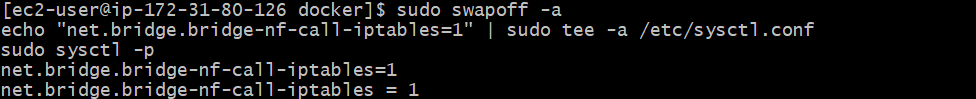 [ec2-user@ip-172-31-80-126 docker]$ sudo swapoff -a
echo "net.bridge.bridge-nf-call-iptables=1" | sudo tee -a /etc/sysctl.conf
sudo sysctl -p
net.bridge.bridge-nf-call-iptables=1
net.bridge.bridge-nf-call-iptables = 1